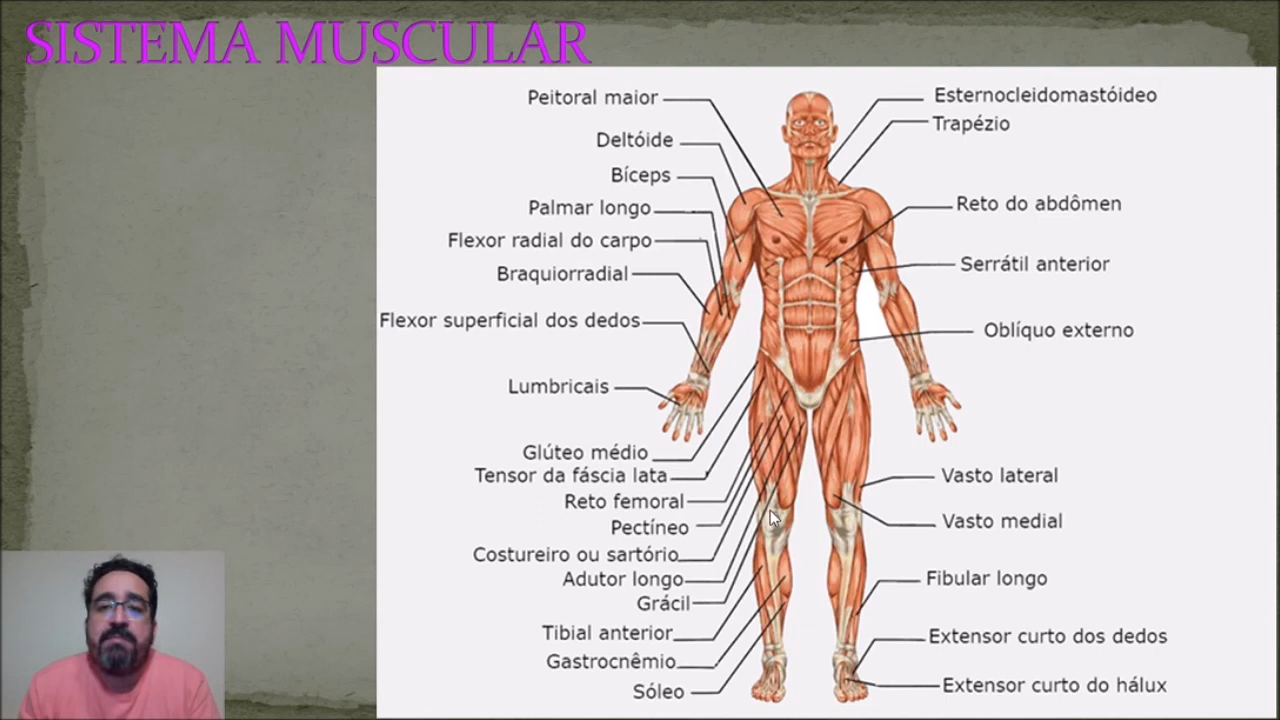 SISTEMA MUSCULAR
Peitoral maior
Deltóide
Bíceps
Palmar longo
Flexor radial do carpo
Braquiorradial
Flexor superficial dos dedos
Lumbricais
Glúteo médio
Tensor da fáscia lata
Reto femoral
Pectíneo
Costureiro ou sartório
Adutor longo
Grácil
Tibial anterior
Gastrocnêmio
Sóleo
Esternocleidomastóideo
Trapézio
Reto do abdômen
Serrátil anterior
Oblíquo externo
Vasto lateral
Vasto medial
Fibular longo
Extensor curto dos dedos
Extensor curto do hálux